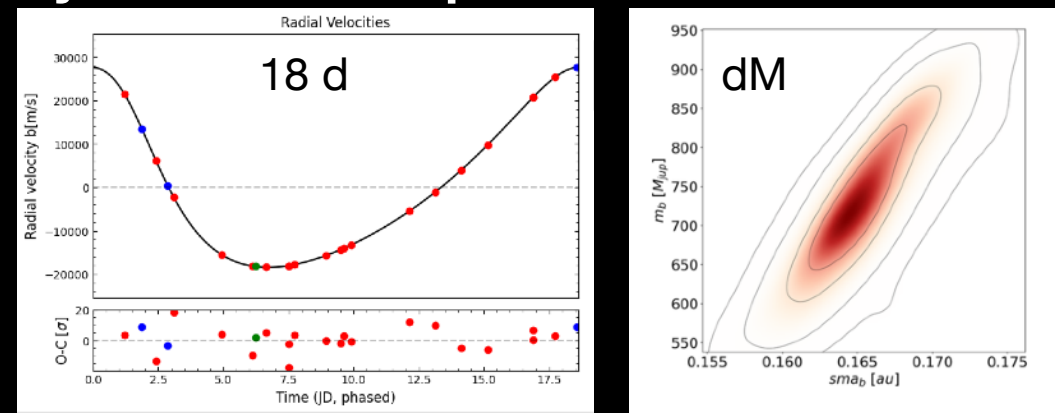 Radial Velocities
18 d
Radial velocity b[m/s]
30000
20000
10000
0
−10000
−20000
O-C [σ]
20
0
0.0 2.5 5.0 7.5 10.0 12.5 15.0 17.5
Time (JD, phased)
dM
m_b [M_jup]
950
900
850
800
750
700
650
600
550
0.155 0.160 0.165 0.170 0.175
sma_b [au]